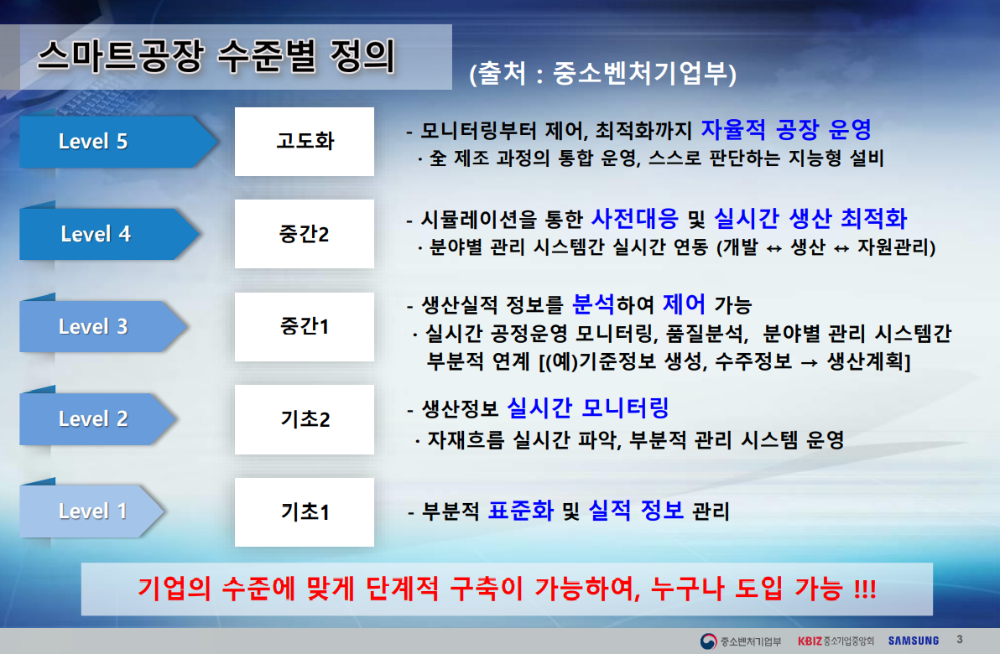 스마트공장 수준별 정의
(출처 : 중소벤처기업부)
Level 5
고도화
- 모니터링부터 제어, 최적화까지 자율적 공장 운영
· 全 제조 과정의 통합 운영, 스스로 판단하는 지능형 설비
Level 4
중간2
- 시뮬레이션을 통한 사전대응 및 실시간 생산 최적화
· 분야별 관리 시스템간 실시간 연동 (개발 ↔ 생산 ↔ 자원관리)
Level 3
중간1
- 생산실적 정보를 분석하여 제어 가능
· 실시간 공정운영 모니터링, 품질분석, 분야별 관리 시스템간
부분적 연계 [(예)기준정보 생성, 수주정보 → 생산계획]
Level 2
기초2
- 생산정보 실시간 모니터링
· 자재흐름 실시간 파악, 부분적 관리 시스템 운영
Level 1
기초1
- 부분적 표준화 및 실적 정보 관리
기업의 수준에 맞게 단계적 구축이 가능하여, 누구나 도입 가능 !!!
중소벤처기업부 KBIZ 중소기업중앙회 SAMSUNG 3